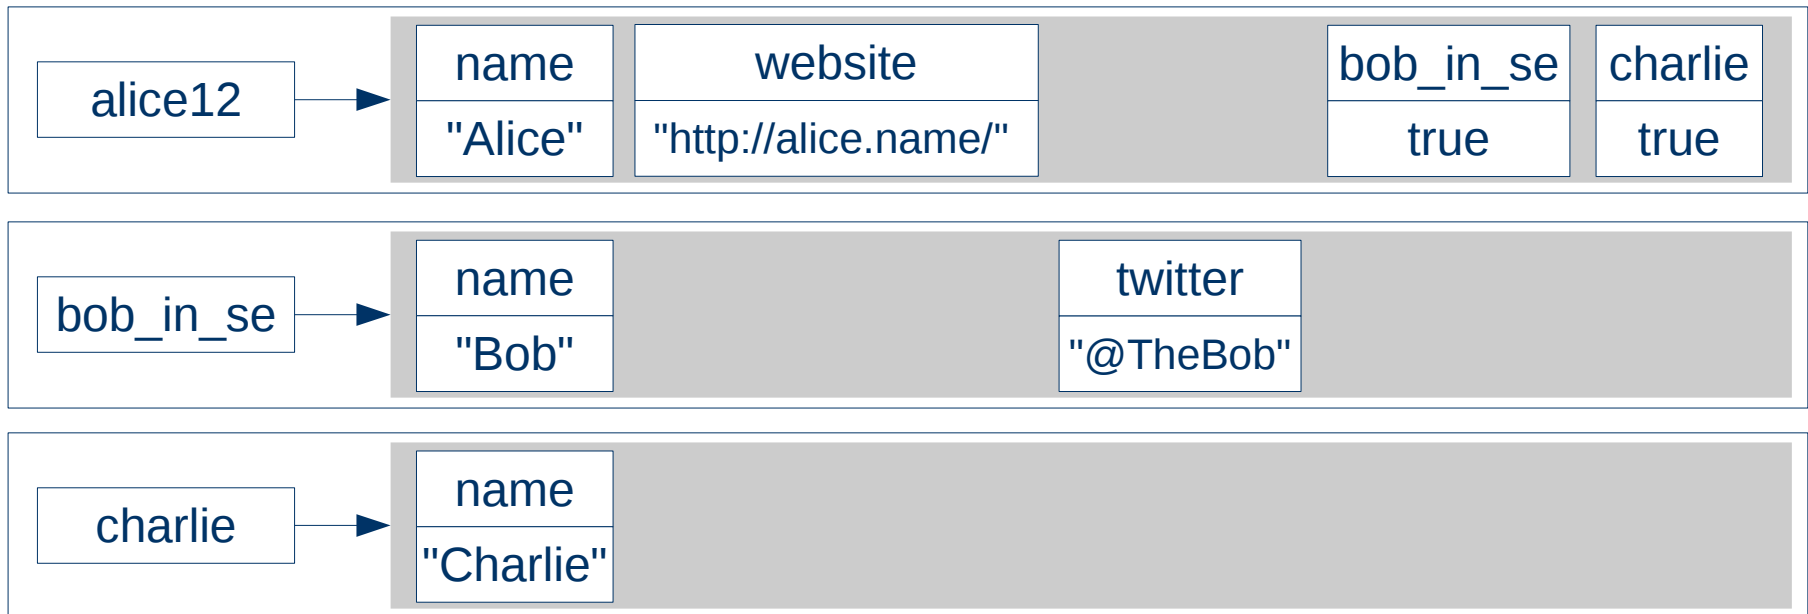 name website bob_in_se charlie
alice12
"Alice" "http://alice.name/" true true
name twitter
bob_in_se
"Bob" "@TheBob"
name
charlie
"Charlie"